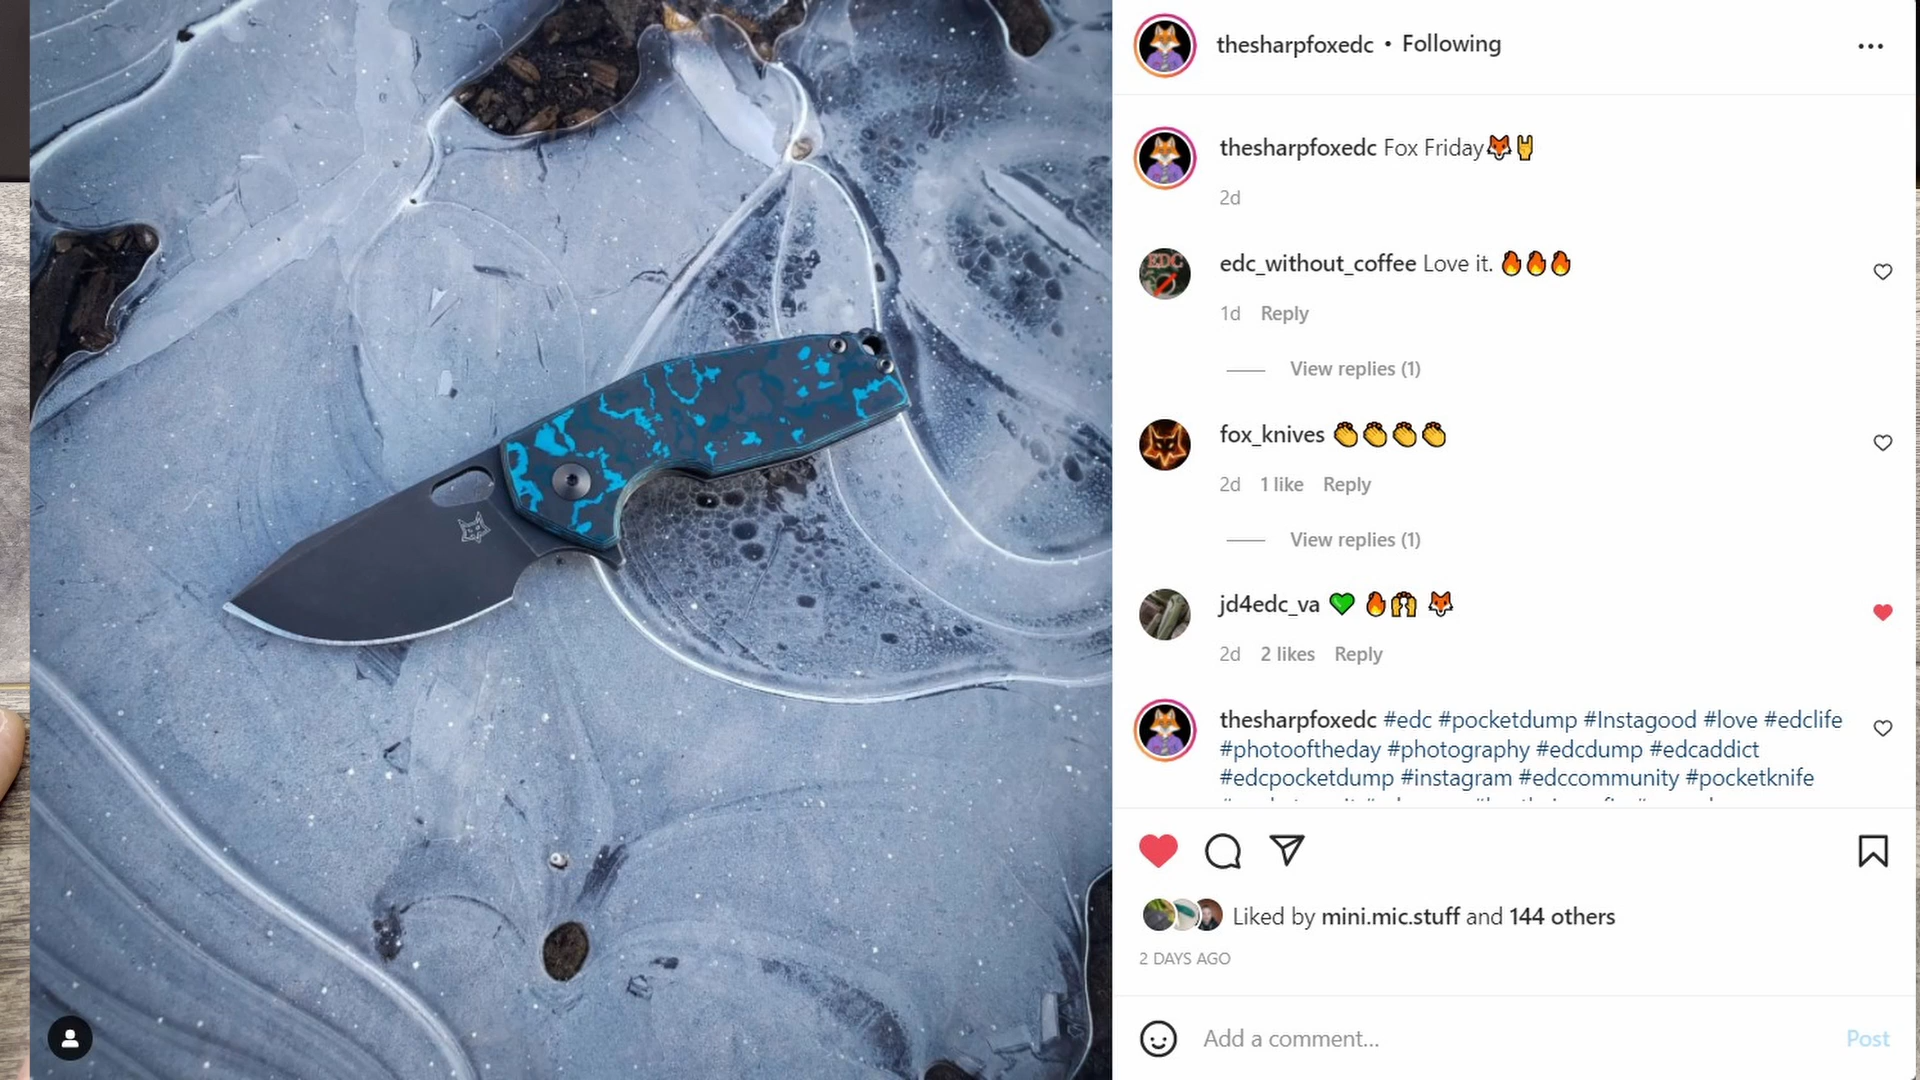 thesharpfoxedc • Following
thesharpfoxedc Fox Friday🦊🤘
2d
edc_without_coffee Love it. 🔥🔥🔥
1d Reply
View replies (1)
fox_knives 👏👏👏👏
2d 1 like Reply
View replies (1)
jd4edc_va 💚 🔥🙌 🦊
2d 2 likes Reply
thesharpfoxedc #edc #pocketdump #Instagood #love #edclife
#photooftheday #photography #edcdump #edcaddict
#edcpocketdump #instagram #edccommunity #pocketknife
Liked by mini.mic.stuff and 144 others
2 DAYS AGO
Add a comment...
Post
EDC